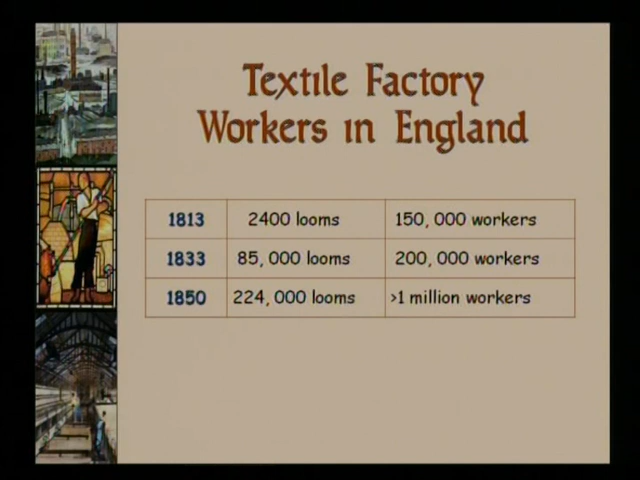 Textile Factory
Workers in England
1813 2400 looms 150, 000 workers
1833 85, 000 looms 200, 000 workers
1850 224, 000 looms >1 million workers